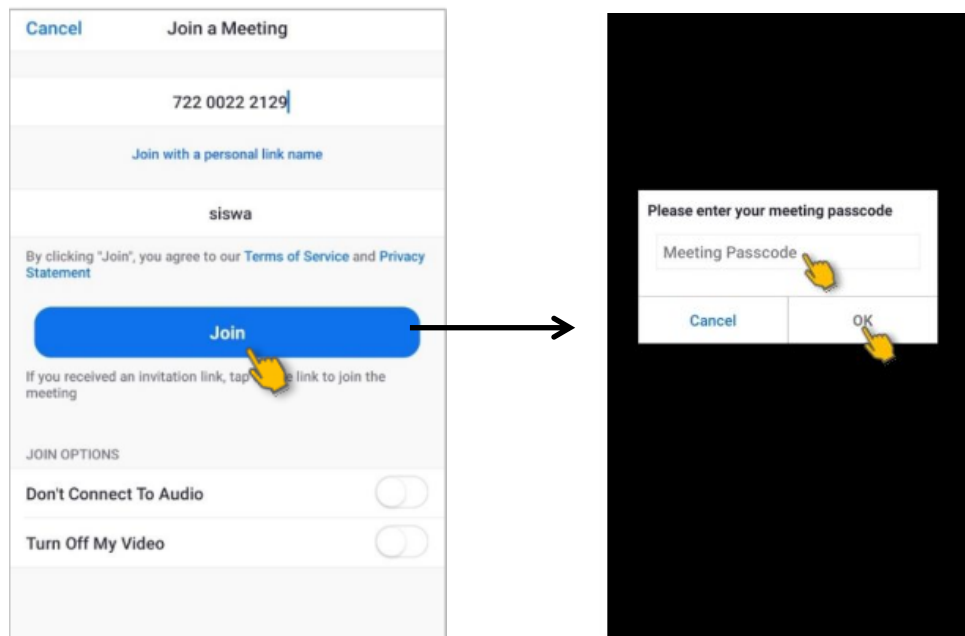 Cancel Join a Meeting
722 0022 2129
Join with a personal link name
siswa
By clicking "Join", you agree to our Terms of Service and Privacy
Statement
Join
If you received an invitation link, tap link to join the
meeting
JOIN OPTIONS
Don't Connect To Audio
Turn Off My Video
Please enter your meeting passcode
Meeting Passcode
Cancel OK